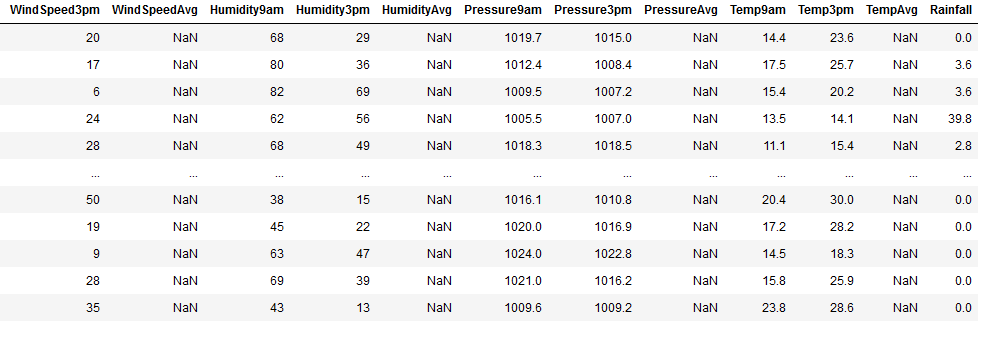 WindSpeed3pm WindSpeedAvg Humidity9am Humidity3pm HumidityAvg Pressure9am Pressure3pm PressureAvg Temp9am Temp3pm TempAvg Rainfall
20 NaN 68 29 NaN 1019.7 1015.0 NaN 14.4 23.6 NaN 0.0
17 NaN 80 36 NaN 1012.4 1008.4 NaN 17.5 25.7 NaN 3.6
6 NaN 82 69 NaN 1009.5 1007.2 NaN 15.4 20.2 NaN 3.6
24 NaN 62 56 NaN 1005.5 1007.0 NaN 13.5 14.1 NaN 39.8
28 NaN 68 49 NaN 1018.3 1018.5 NaN 11.1 15.4 NaN 2.8
... ... ... ... ... ... ... ... ... ... ... ...
50 NaN 38 15 NaN 1016.1 1010.8 NaN 20.4 30.0 NaN 0.0
19 NaN 45 22 NaN 1020.0 1016.9 NaN 17.2 28.2 NaN 0.0
9 NaN 63 47 NaN 1024.0 1022.8 NaN 14.5 18.3 NaN 0.0
28 NaN 69 39 NaN 1021.0 1016.2 NaN 15.8 25.9 NaN 0.0
35 NaN 43 13 NaN 1009.6 1009.2 NaN 23.8 28.6 NaN 0.0